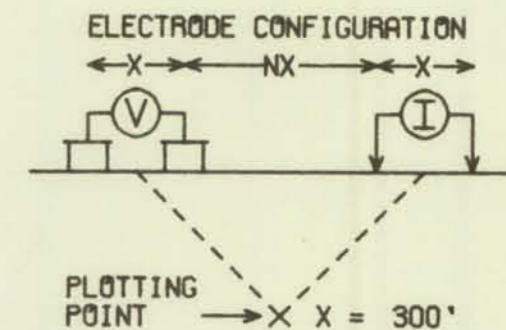 ELECTRODE CONFIGURATION
X NX X
V I
PLOTTING
POINT X X = 300'